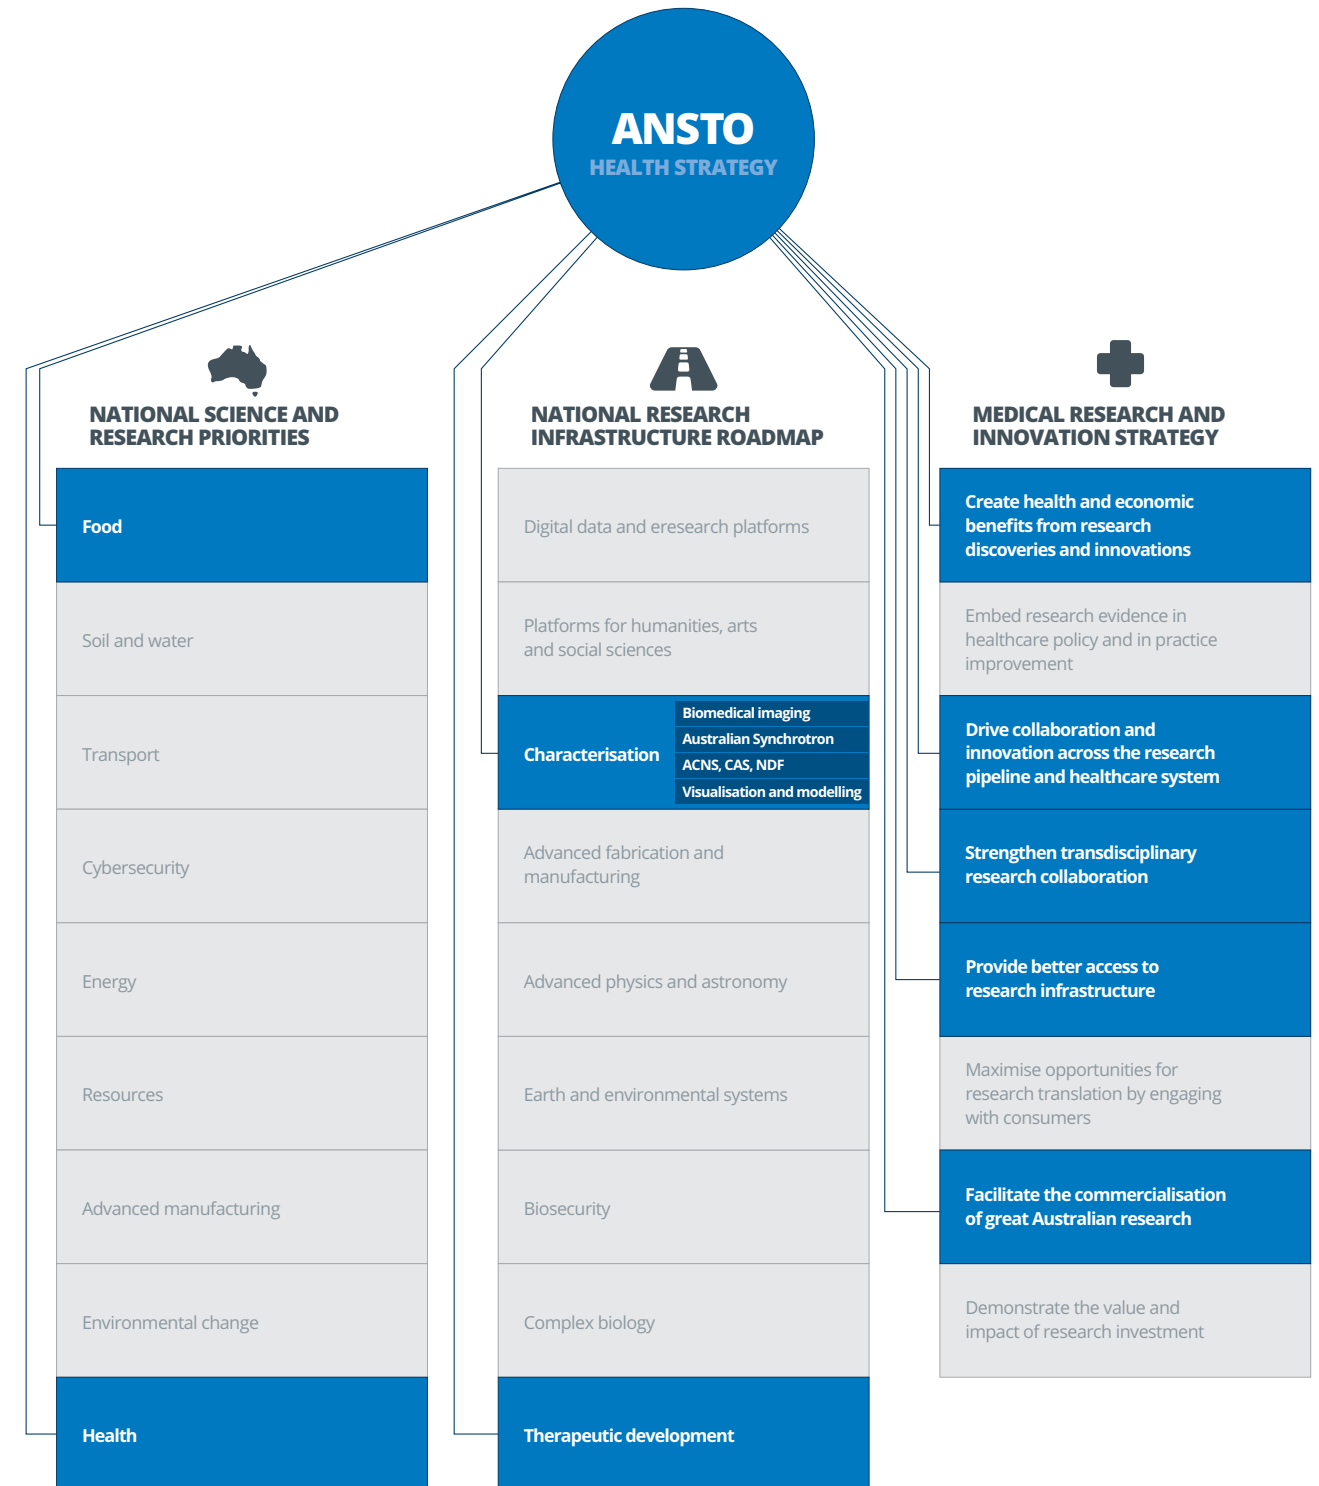 ANSTO
HEALTH STRATEGY
NATIONAL SCIENCE AND
RESEARCH PRIORITIES
Food
Soil and water
Transport
Cybersecurity
Energy
Resources
Advanced manufacturing
Environmental change
Health
NATIONAL RESEARCH
INFRASTRUCTURE ROADMAP
Digital data and eresearch platforms
Platforms for humanities, arts
and social sciences
Characterisation
Biomedical imaging
Australian Synchrotron
ACNS, CAS, NDF
Visualisation and modelling
Advanced fabrication and
manufacturing
Advanced physics and astronomy
Earth and environmental systems
Biosecurity
Complex biology
Therapeutic development
MEDICAL RESEARCH AND
INNOVATION STRATEGY
Create health and economic
benefits from research
discoveries and innovations
Embed research evidence in
healthcare policy and in practice
improvement
Drive collaboration and
innovation across the research
pipeline and healthcare system
Strengthen transdisciplinary
research collaboration
Provide better access to
research infrastructure
Maximise opportunities for
research translation by engaging
with consumers
Facilitate the commercialisation
of great Australian research
Demonstrate the value and
impact of research investment